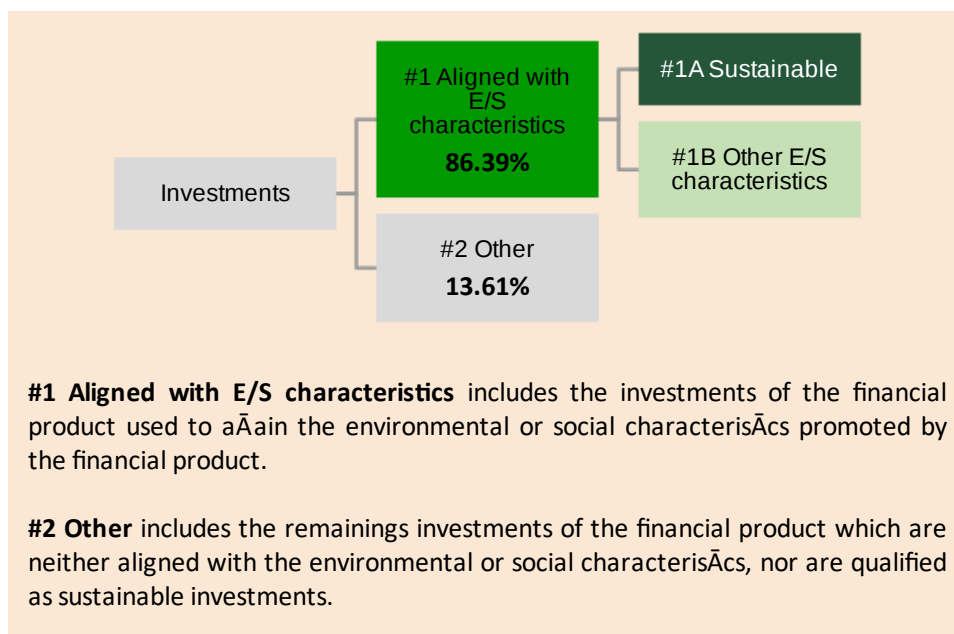 #1 Aligned with
E/S
characteristics
86.39%
#1A Sustainable
#1B Other E/S
characteristics
Investments
#2 Other
13.61%
#1 Aligned with E/S characteristics includes the investments of the financial
product used to aĀain the environmental or social characterisĀcs promoted by
the financial product.
#2 Other includes the remainings investments of the financial product which are
neither aligned with the environmental or social characterisĀcs, nor are qualified
as sustainable investments.